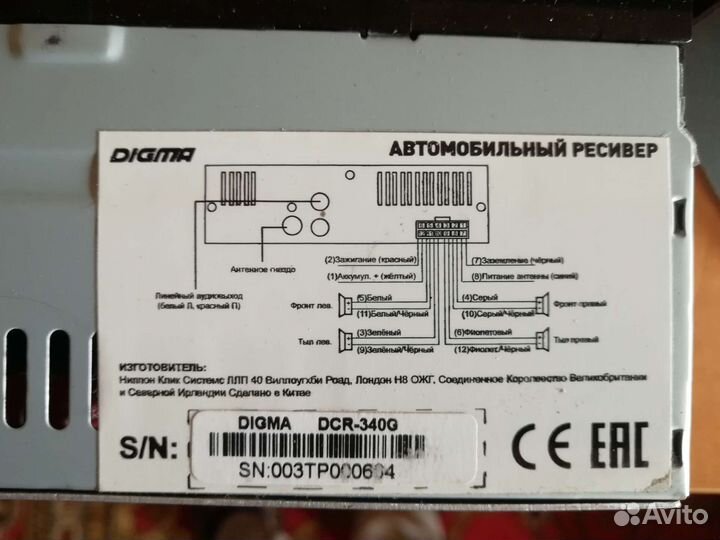 DIGMA
АВТОМОБИЛЬНЫЙ РЕСИВЕР
(2)Зажигание (красный)
(7)Заземление (чёрный)
Антенное гнездо
(1)Аккумул. + (жёлтый)
(8)Питание антенны (синий)
Линейный аудиовыход
(белый Л, красный П)
Фронт лев.
(5)Белый
(11)Белый/Чёрный
(4)Серый
(10)Серый/Чёрный
Фронт правый
Тыл лев.
(3)Зелёный
(9)Зелёный/Чёрный
(6)Фиолетовый
(12)Фиолет/Чёрный
Тыл правый
ИЗГОТОВИТЕЛЬ:
Ниппон Клик Системс ЛЛП 40 Виллоугхби Роад, Лондон Н8 ОЖГ, Соединенное Королевство Великобритании
и Северной Ирландии Сделано в Китае
S/N:
DIGMA DCR-340G
CE EAC
Avito